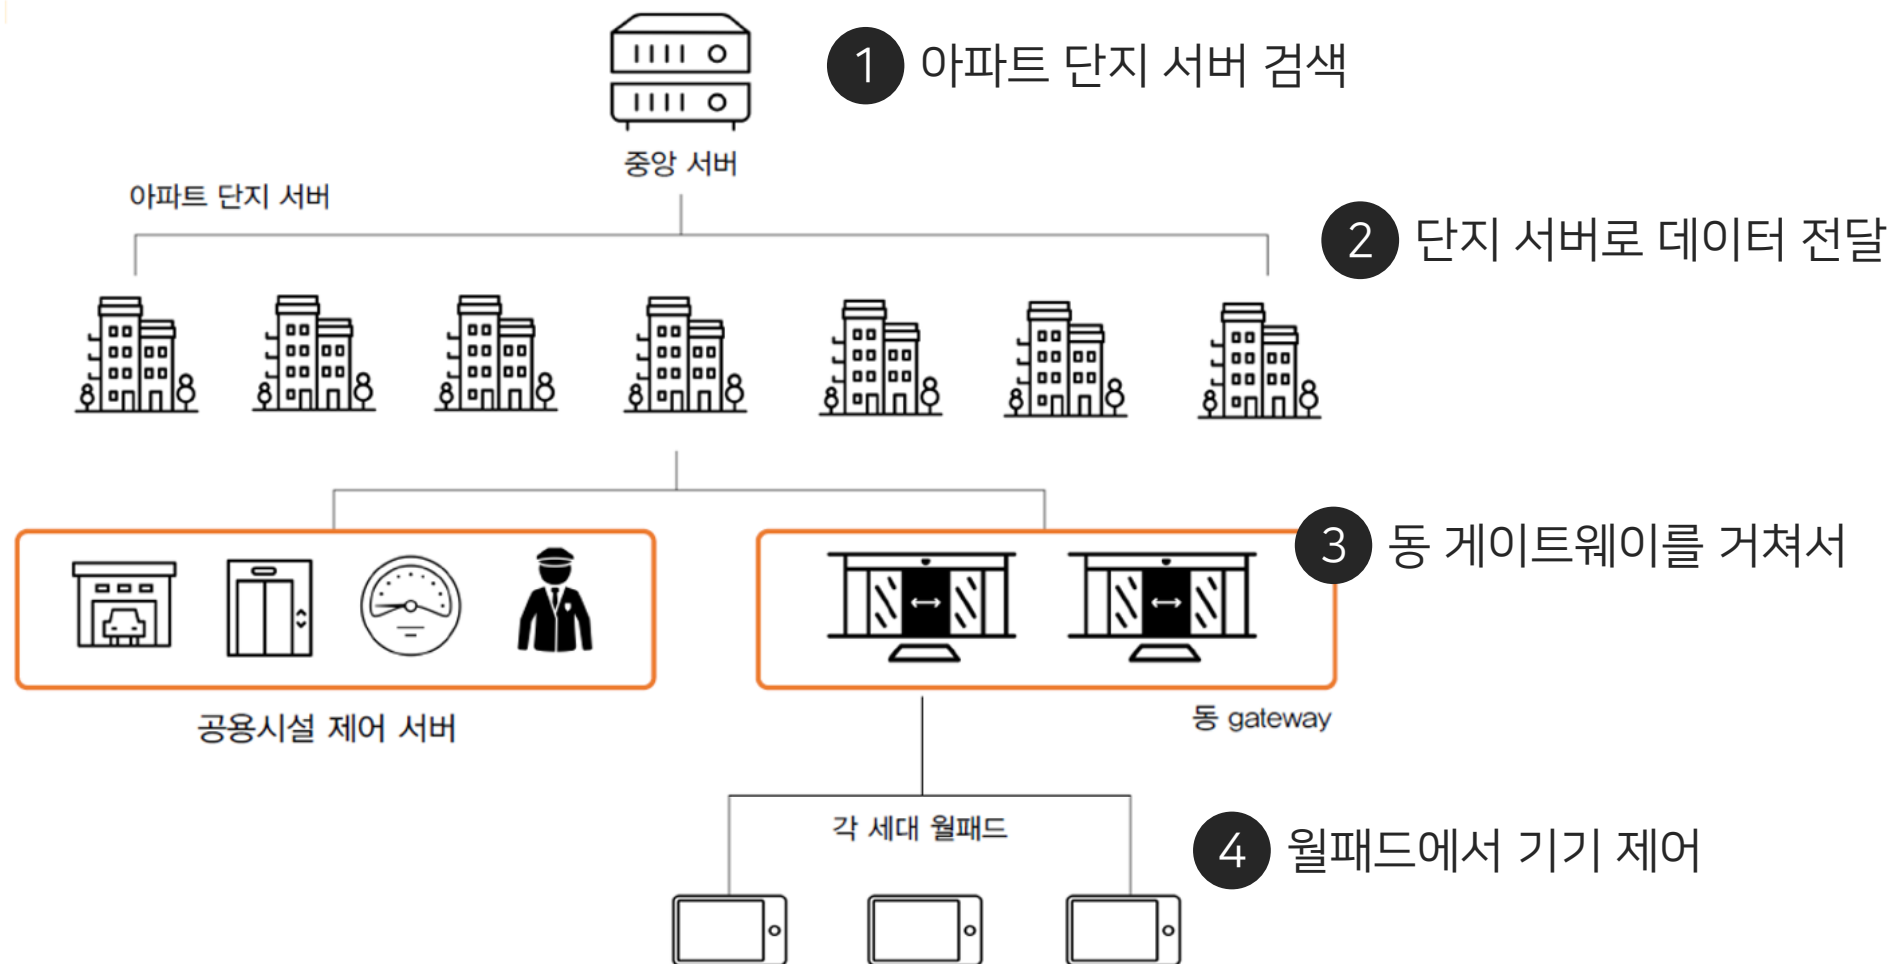 1 아파트 단지 서버 검색
중앙 서버
아파트 단지 서버
2 단지 서버로 데이터 전달
3 동 게이트웨이를 거쳐서
공용시설 제어 서버
동 gateway
각 세대 월패드
4 월패드에서 기기 제어